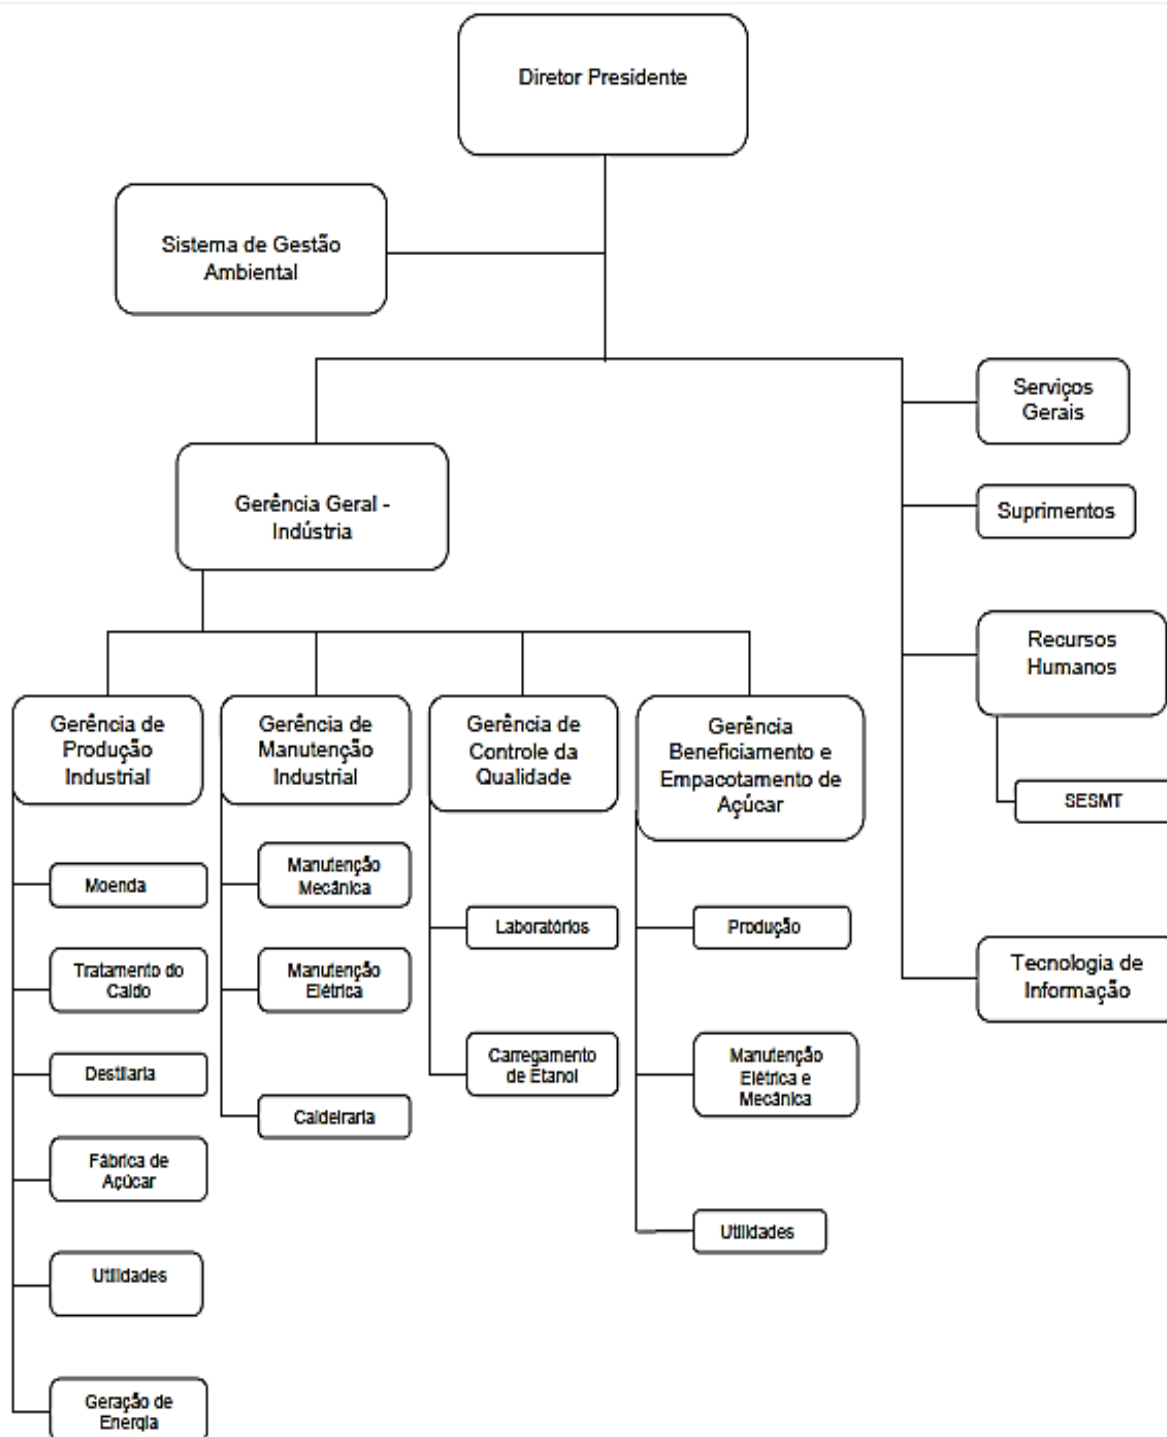 Diretor Presidente
Sistema de Gestão
Ambiental
Serviços
Gerais
Gerência Geral -
Indústria
Suprimentos
Recursos
Humanos
SESMT
Tecnologia de
Informação
Gerência de
Produção
Industrial
Moenda
Tratamento do
Caldo
Destilaria
Fábrica de
Açúcar
Utilidades
Geração de
Energia
Gerência de
Manutenção
Industrial
Manutenção
Mecânica
Manutenção
Elétrica
Caldeiraria
Gerência de
Controle da
Qualidade
Laboratórios
Carregamento
de Etanol
Gerência
Beneficiamento e
Empacotamento de
Açúcar
Produção
Manutenção
Elétrica e
Mecânica
Utilidades